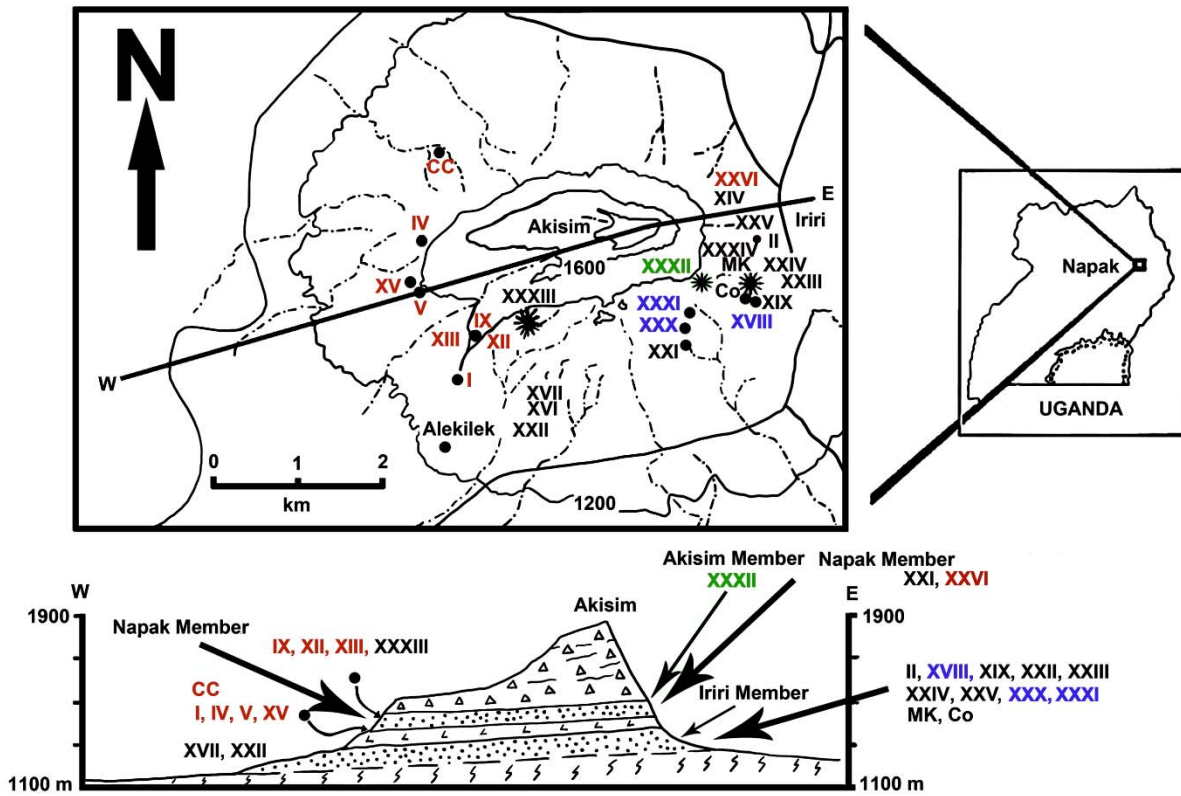 N
CC
XXVI
XIV
E
IV
Akisim
XXV
Iriri
II
XXXIV
1600
XXXII
MK
XXIV
XXIII
XV
V
XXXIII
XXXI
Co
XIX
XVIII
IX
XIII
XII
XXX
XXI
W
I
XVII
XVI
XXII
Alekilek
0 1 2
km
1200
Napak
UGANDA
Akisim Member
XXXII
Napak Member
XXI, XXVI
W
E
1900
Akisim
1900
Napak Member
IX, XII, XIII, XXXIII
CC
I, IV, V, XV
Iriri Member
II, XVIII, XIX, XXII, XXIII
XXIV, XXV, XXX, XXXI
MK, Co
XVII, XXII
1100 m
1100 m